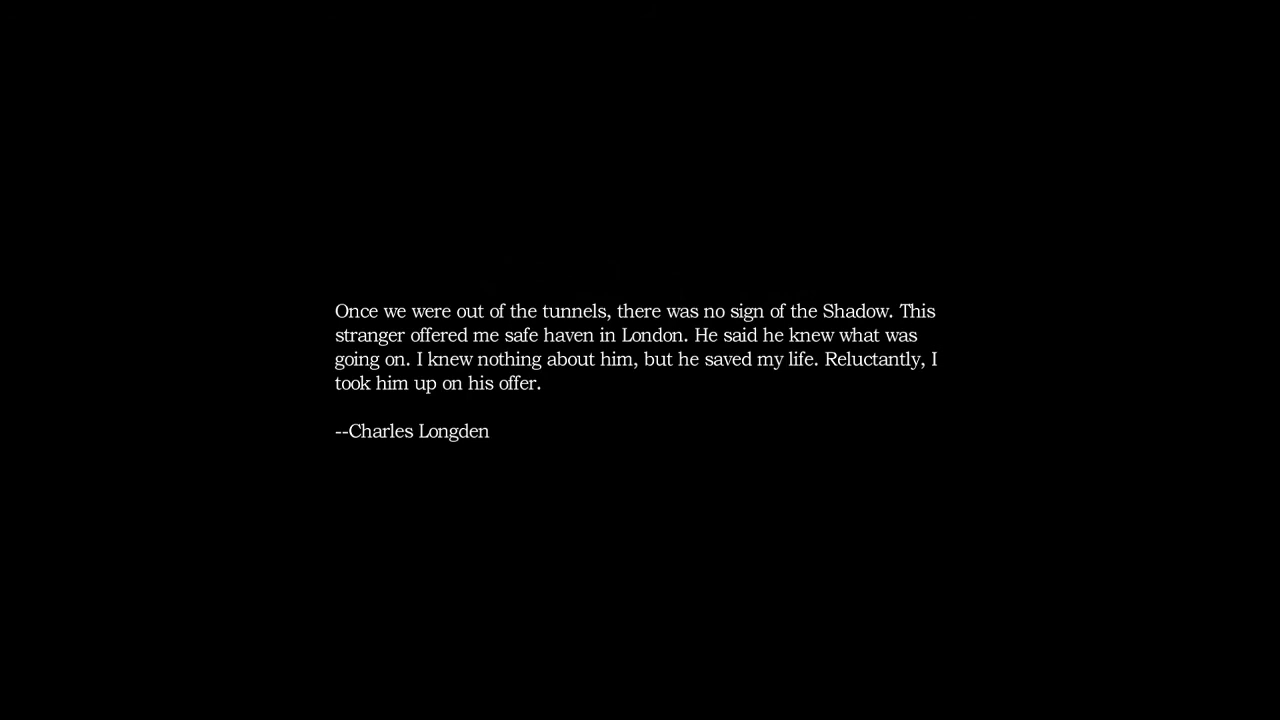 Once we were out of the tunnels, there was no sign of the Shadow. This
stranger offered me safe haven in London. He said he knew what was
going on. I knew nothing about him, but he saved my life. Reluctantly, I
took him up on his offer.
--Charles Longden